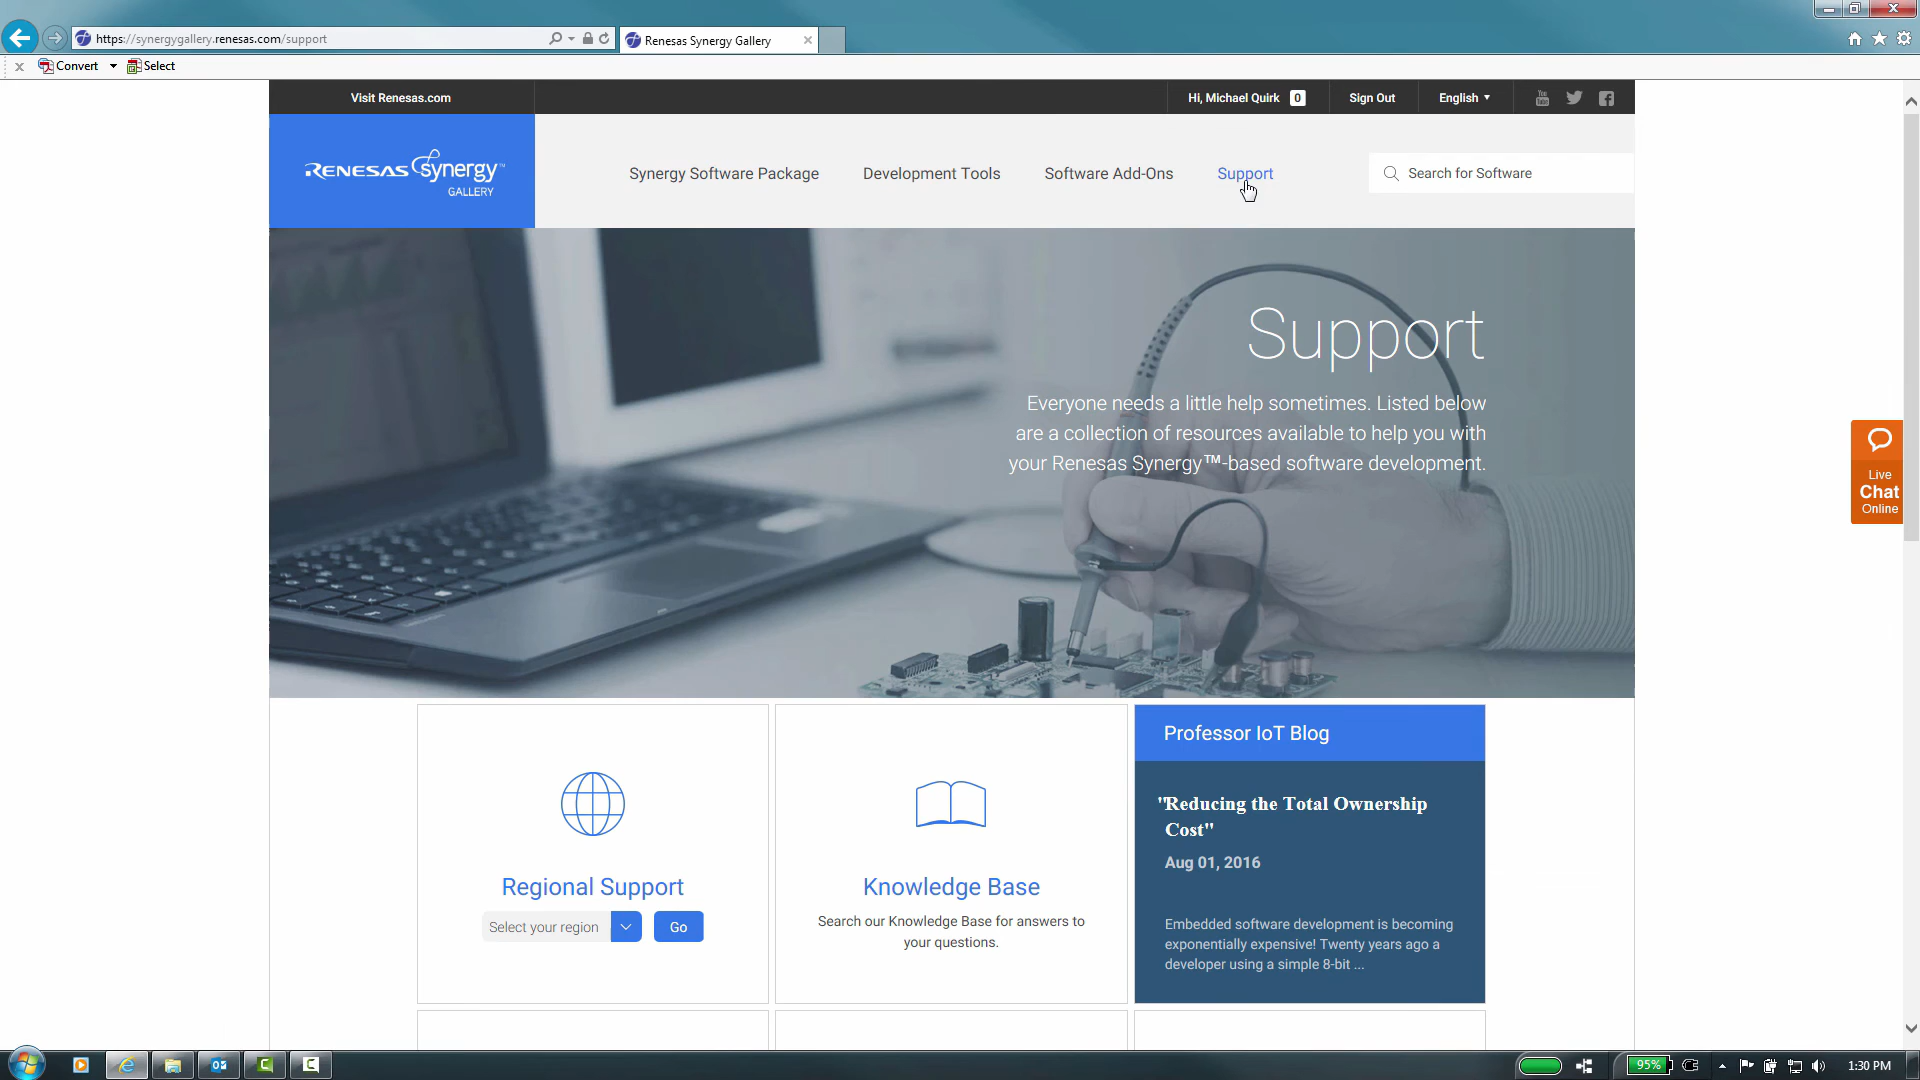 https://synergygallery.renesas.com/support
Renesas Synergy Gallery
Convert
Select
Visit Renesas.com
Hi, Michael Quirk 0
Sign Out
English
You Tube
RENESAS Synergy
GALLERY
Synergy Software Package
Development Tools
Software Add-Ons
Support
Search for Software
Support
Everyone needs a little help sometimes. Listed below
are a collection of resources available to help you with
your Renesas Synergy™-based software development.
Live
Chat
Online
Regional Support
Select your region
Go
Knowledge Base
Search our Knowledge Base for answers to
your questions.
Professor IoT Blog
"Reducing the Total Ownership
Cost"
Aug 01, 2016
Embedded software development is becoming
exponentially expensive! Twenty years ago a
developer using a simple 8-bit ...
95%
1:30 PM